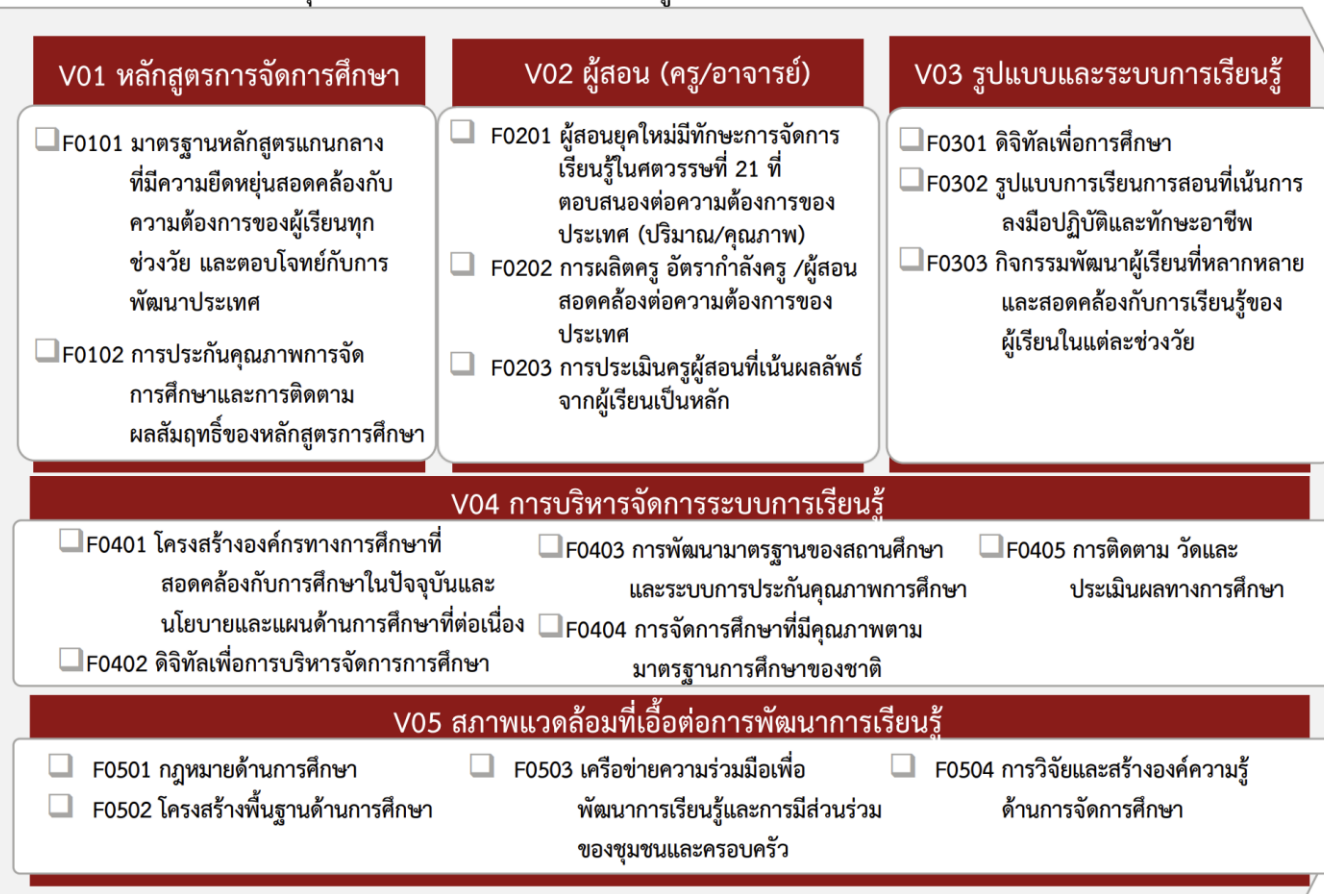 V01 หลักสูตรการจัดการศึกษา
F0101 มาตรฐานหลักสูตรแกนกลาง
ที่มีความยืดหยุ่นสอดคล้องกับ
ความต้องการของผู้เรียนทุก
ช่วงวัย และตอบโจทย์กับการ
พัฒนาประเทศ
F0102 การประกันคุณภาพการจัด
การศึกษาและการติดตาม
ผลสัมฤทธิ์ของหลักสูตรการศึกษา
V02 ผู้สอน (ครู/อาจารย์)
F0201 ผู้สอนยุคใหม่มีทักษะการจัดการ
เรียนรู้ในศตวรรษที่ 21 ที่
ตอบสนองต่อความต้องการของ
ประเทศ (ปริมาณ/คุณภาพ)
F0202 การผลิตครู อัตรากำลังครู /ผู้สอน
สอดคล้องต่อความต้องการของ
ประเทศ
F0203 การประเมินครูผู้สอนที่เน้นผลลัพธ์
จากผู้เรียนเป็นหลัก
V03 รูปแบบและระบบการเรียนรู้
F0301 ดิจิทัลเพื่อการศึกษา
F0302 รูปแบบการเรียนการสอนที่เน้นการ
ลงมือปฏิบัติและทักษะอาชีพ
F0303 กิจกรรมพัฒนาผู้เรียนที่หลากหลาย
และสอดคล้องกับการเรียนรู้ของ
ผู้เรียนในแต่ละช่วงวัย
V04 การบริหารจัดการระบบการเรียนรู้
F0401 โครงสร้างองค์กรทางการศึกษาที่
สอดคล้องกับการศึกษาในปัจจุบันและ
นโยบายและแผนด้านการศึกษาที่ต่อเนื่อง
F0402 ดิจิทัลเพื่อการบริหารจัดการการศึกษา
F0403 การพัฒนามาตรฐานของสถานศึกษา
และระบบการประกันคุณภาพการศึกษา
F0404 การจัดการศึกษาที่มีคุณภาพตาม
มาตรฐานการศึกษาของชาติ
F0405 การติดตาม วัดและ
ประเมินผลทางการศึกษา
V05 สภาพแวดล้อมที่เอื้อต่อการพัฒนาการเรียนรู้
F0501 กฎหมายด้านการศึกษา
F0502 โครงสร้างพื้นฐานด้านการศึกษา
F0503 เครือข่ายความร่วมมือเพื่อ
พัฒนาการเรียนรู้และการมีส่วนร่วม
ของชุมชนและครอบครัว
F0504 การวิจัยและสร้างองค์ความรู้
ด้านการจัดการศึกษา